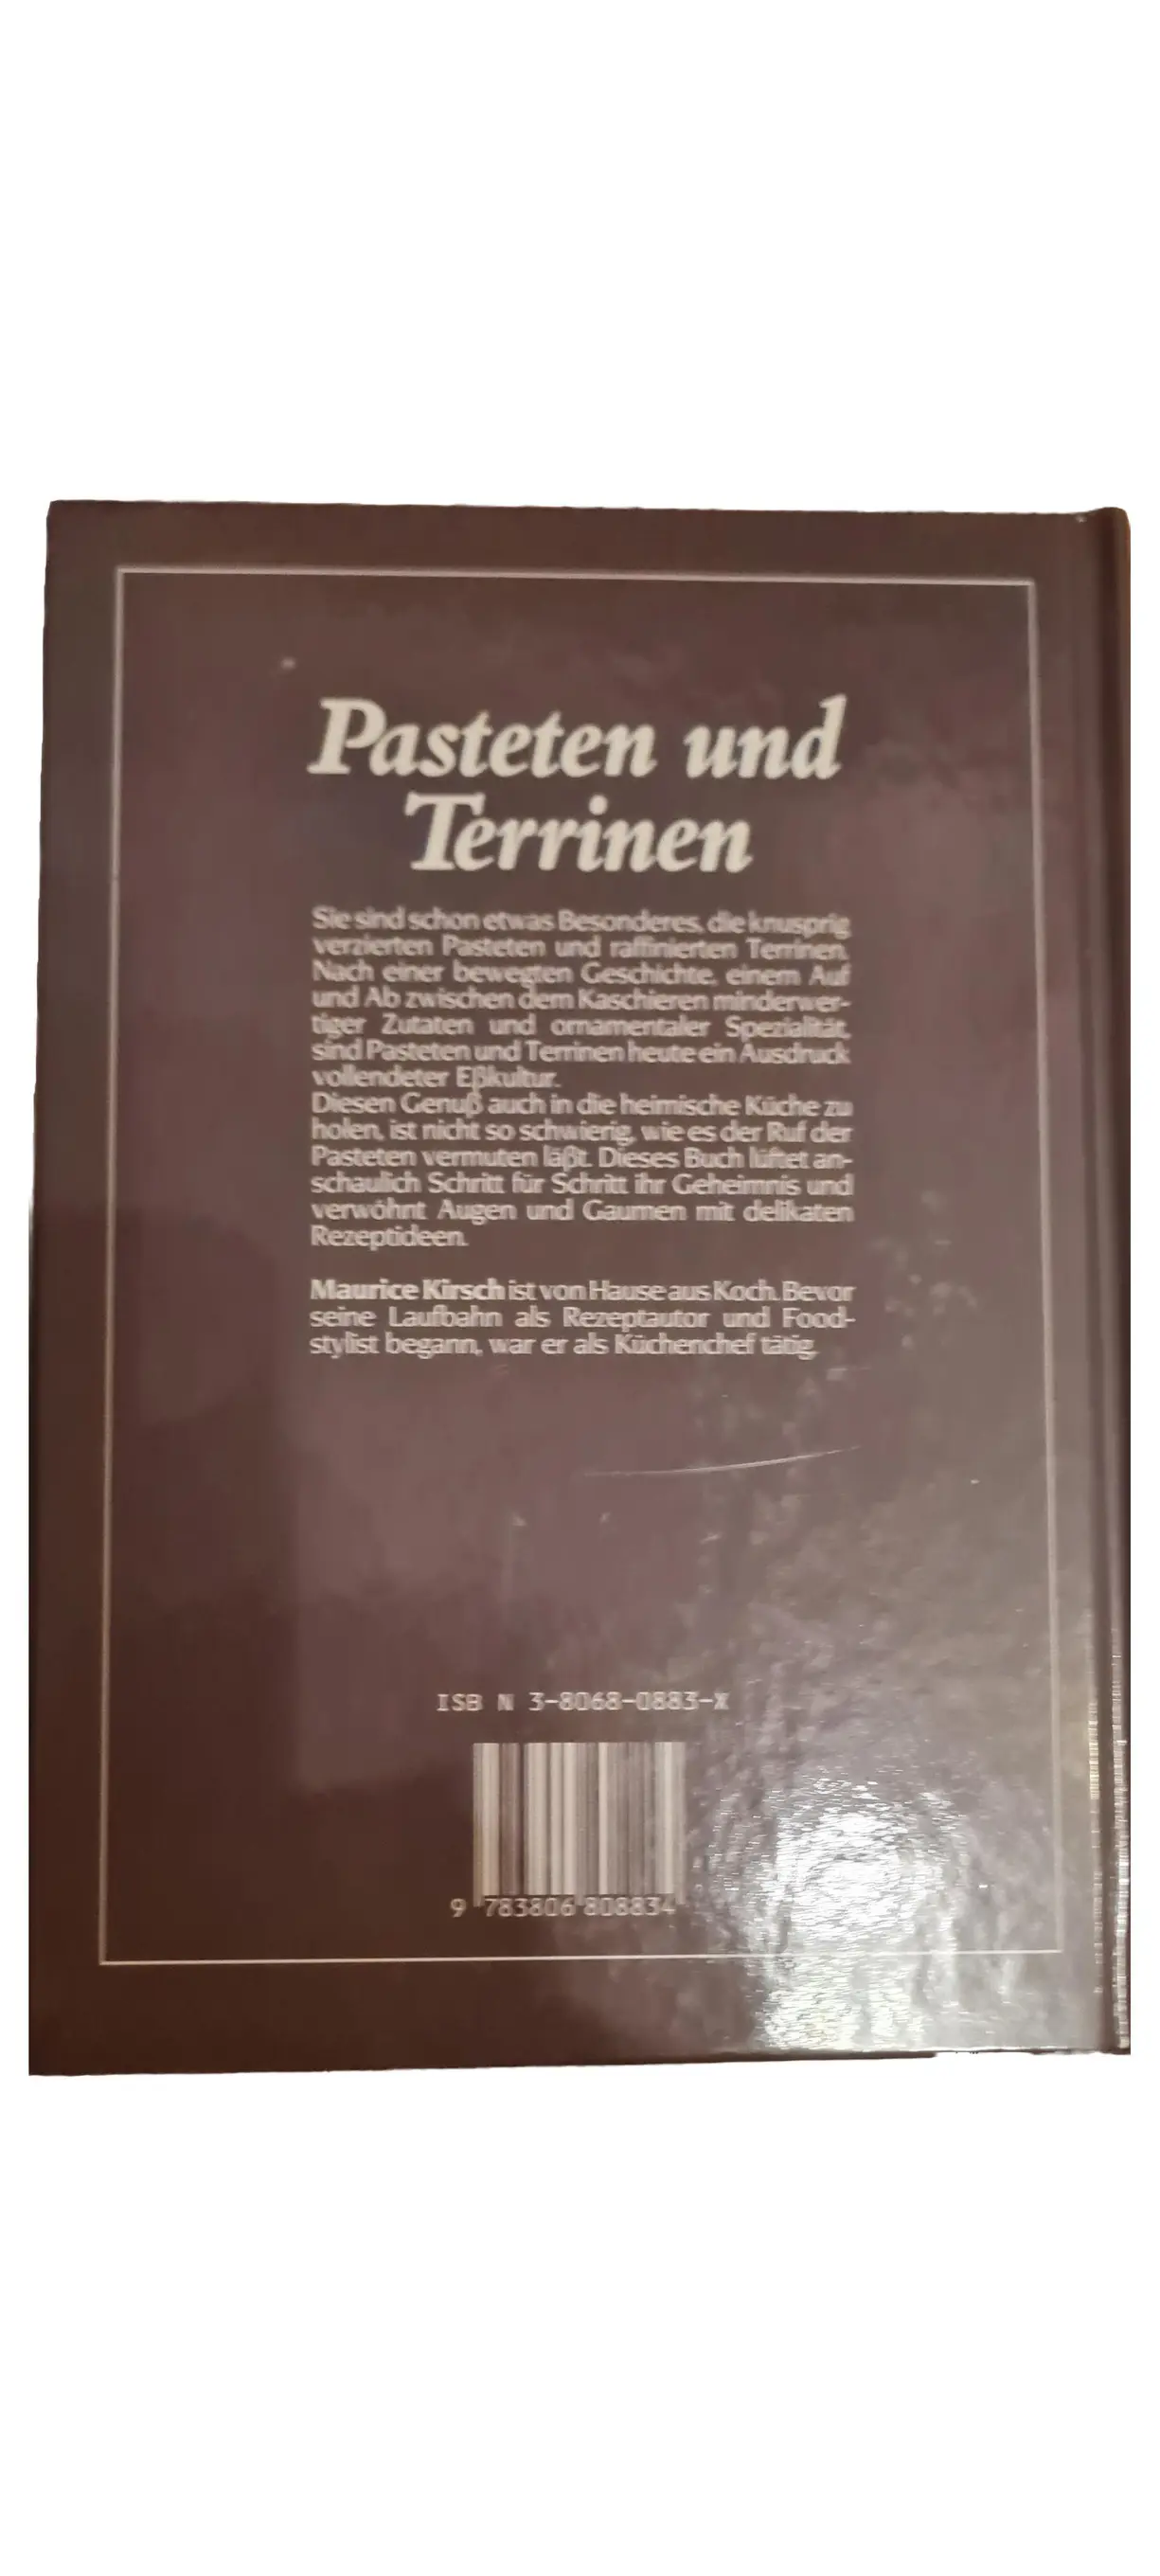 Pasteten und
Terrinen
Sie sind schon etwas Besonderes, die knusprig
verzierten Pasteten und raffinierten Terrinen.
Nach einer bewegten Geschichte, einem Auf
und Ab zwischen dem Kaschieren minderwer-
tiger Zutaten und ornamentaler Spezialität,
sind Pasteten und Terrinen heute ein Ausdruck
vollendeter Eßkultur.
Diesen Genuß auch in die heimische Küche zu
holen, ist nicht so schwierig, wie es der Ruf der
Pasteten vermuten läßt. Dieses Buch lüftet an-
schaulich Schritt für Schritt ihr Geheimnis und
verwöhnt Augen und Gaumen mit delikaten
Rezeptideen.
Maurice Kirsch ist von Hause aus Koch. Bevor
seine Laufbahn als Rezeptautor und Food-
stylist begann, war er als Küchenchef tätig.
ISB N 3-8068-0883-X
9 783806 808834